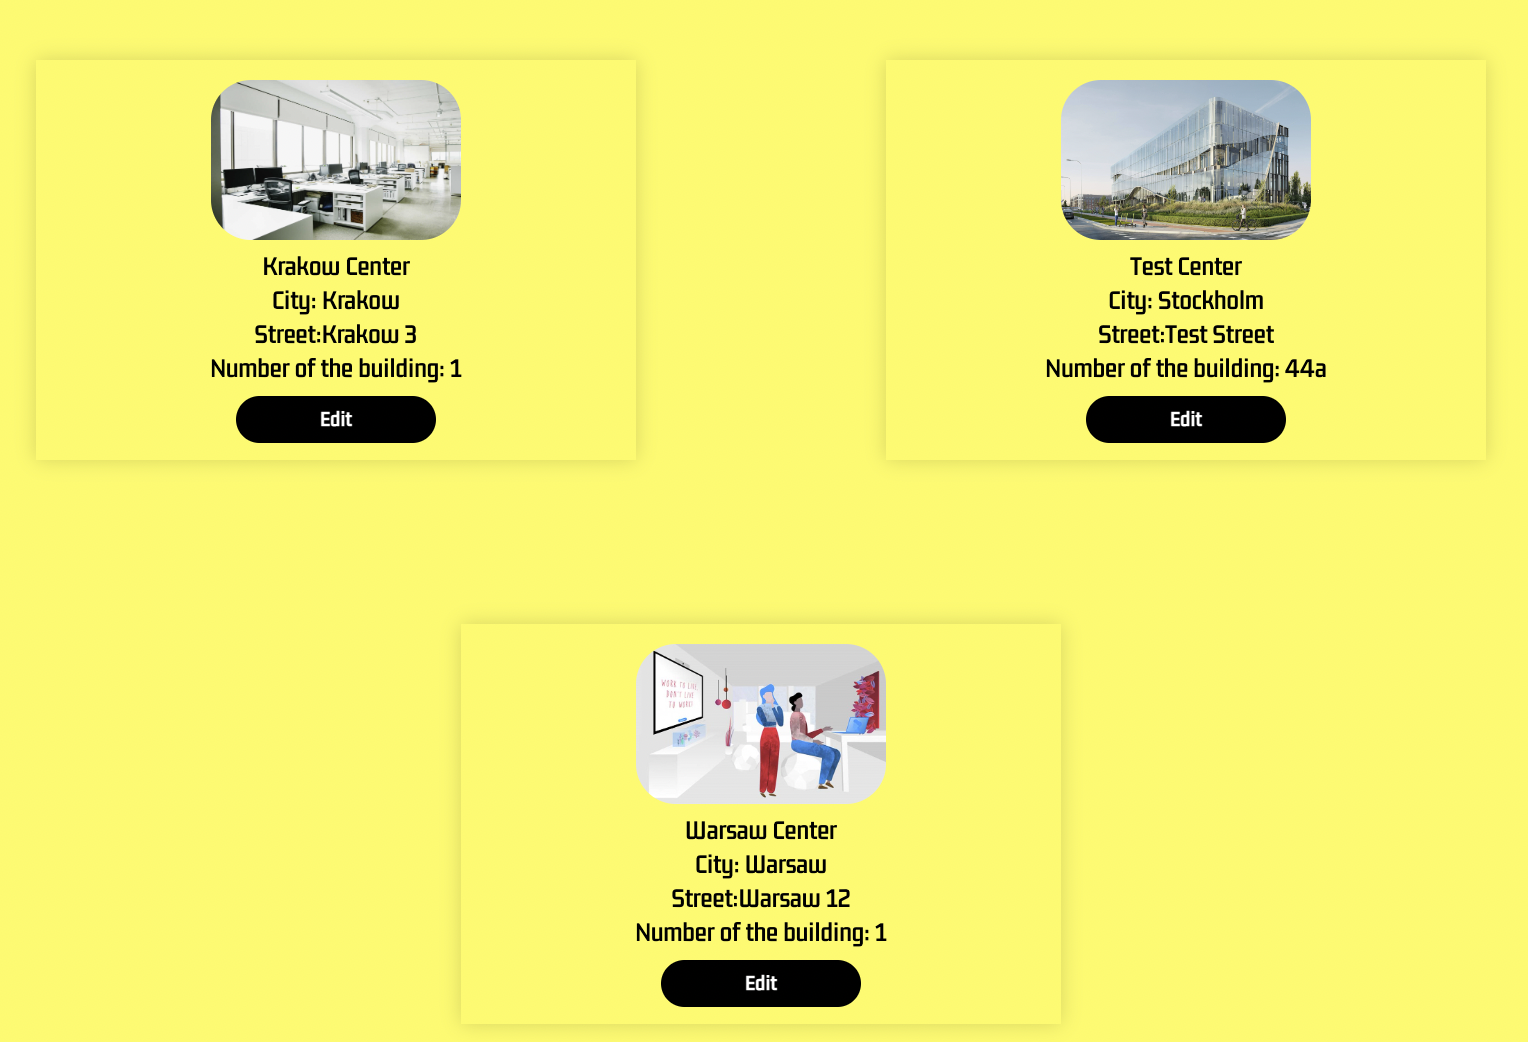 Krakow Center
City: Krakow
Street:Krakow 3
Number of the building: 1
Edit
Test Center
City: Stockholm
Street:Test Street
Number of the building: 44a
Edit
WORK TO LIVE
DON'T LIVE
TO WORK!
Warsaw Center
City: Warsaw
Street:Warsaw 12
Number of the building: 1
Edit